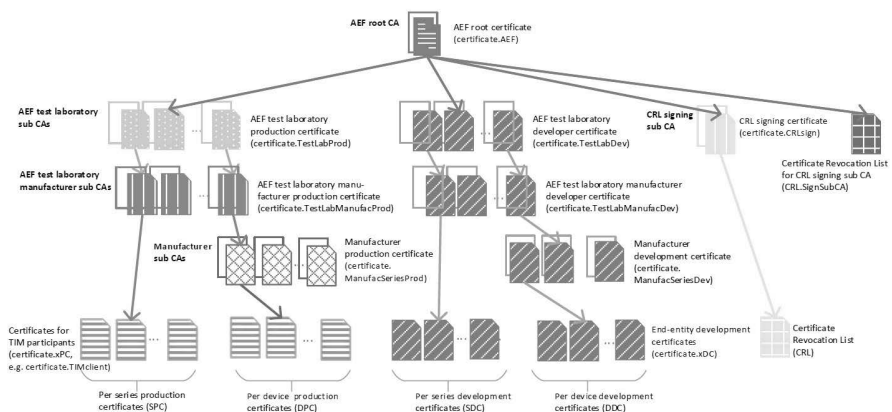 AEF root CA
AEF root certificate
(certificate.AEF)
AEF test laboratory
sub CAs
...
AEF test laboratory
production certificate
(certificate.TestLabProd)
...
AEF test laboratory
developer certificate
(certificate.TestLabDev)
CRL signing
sub CA
CRL signing certificate
(certificate.CRLsign)
Certificate Revocation List
for CRL signing sub CA
(CRL.SignSubCA)
AEF test laboratory
manufacturer sub CAs
...
AEF test laboratory manu-
facturer production certificate
(certificate.TestLabManufacProd)
...
AEF test laboratory manufacturer
developer certificate
(certificate.TestLabManufacDev)
Manufacturer
sub CAs
...
Manufacturer
production certificate
(certificate.
ManufacSeriesProd)
...
Manufacturer
development certificate
(certificate.
ManufacSeriesDev)
Certificates for
TIM participants
(certificate.xPC,
e.g. certificate.TIMclient)
...
...
...
...
End-entity development
certificates
(certificate.xDC)
Certificate
Revocation List
(CRL)
Per series production
certificates (SPC)
Per device production
certificates (DPC)
Per series development
certificates (SDC)
Per device development
certificates (DDC)